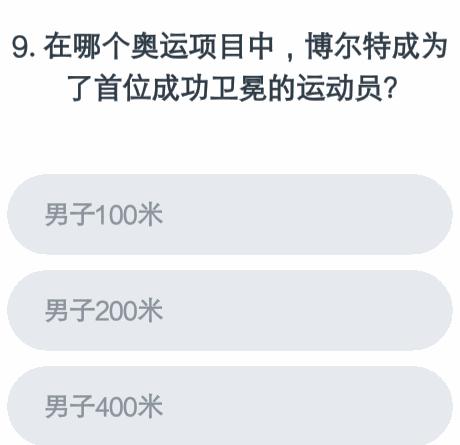 9. 在哪个奥运项目中，博尔特成为
了首位成功卫冕的运动员?
男子100米
男子200米
男子400米